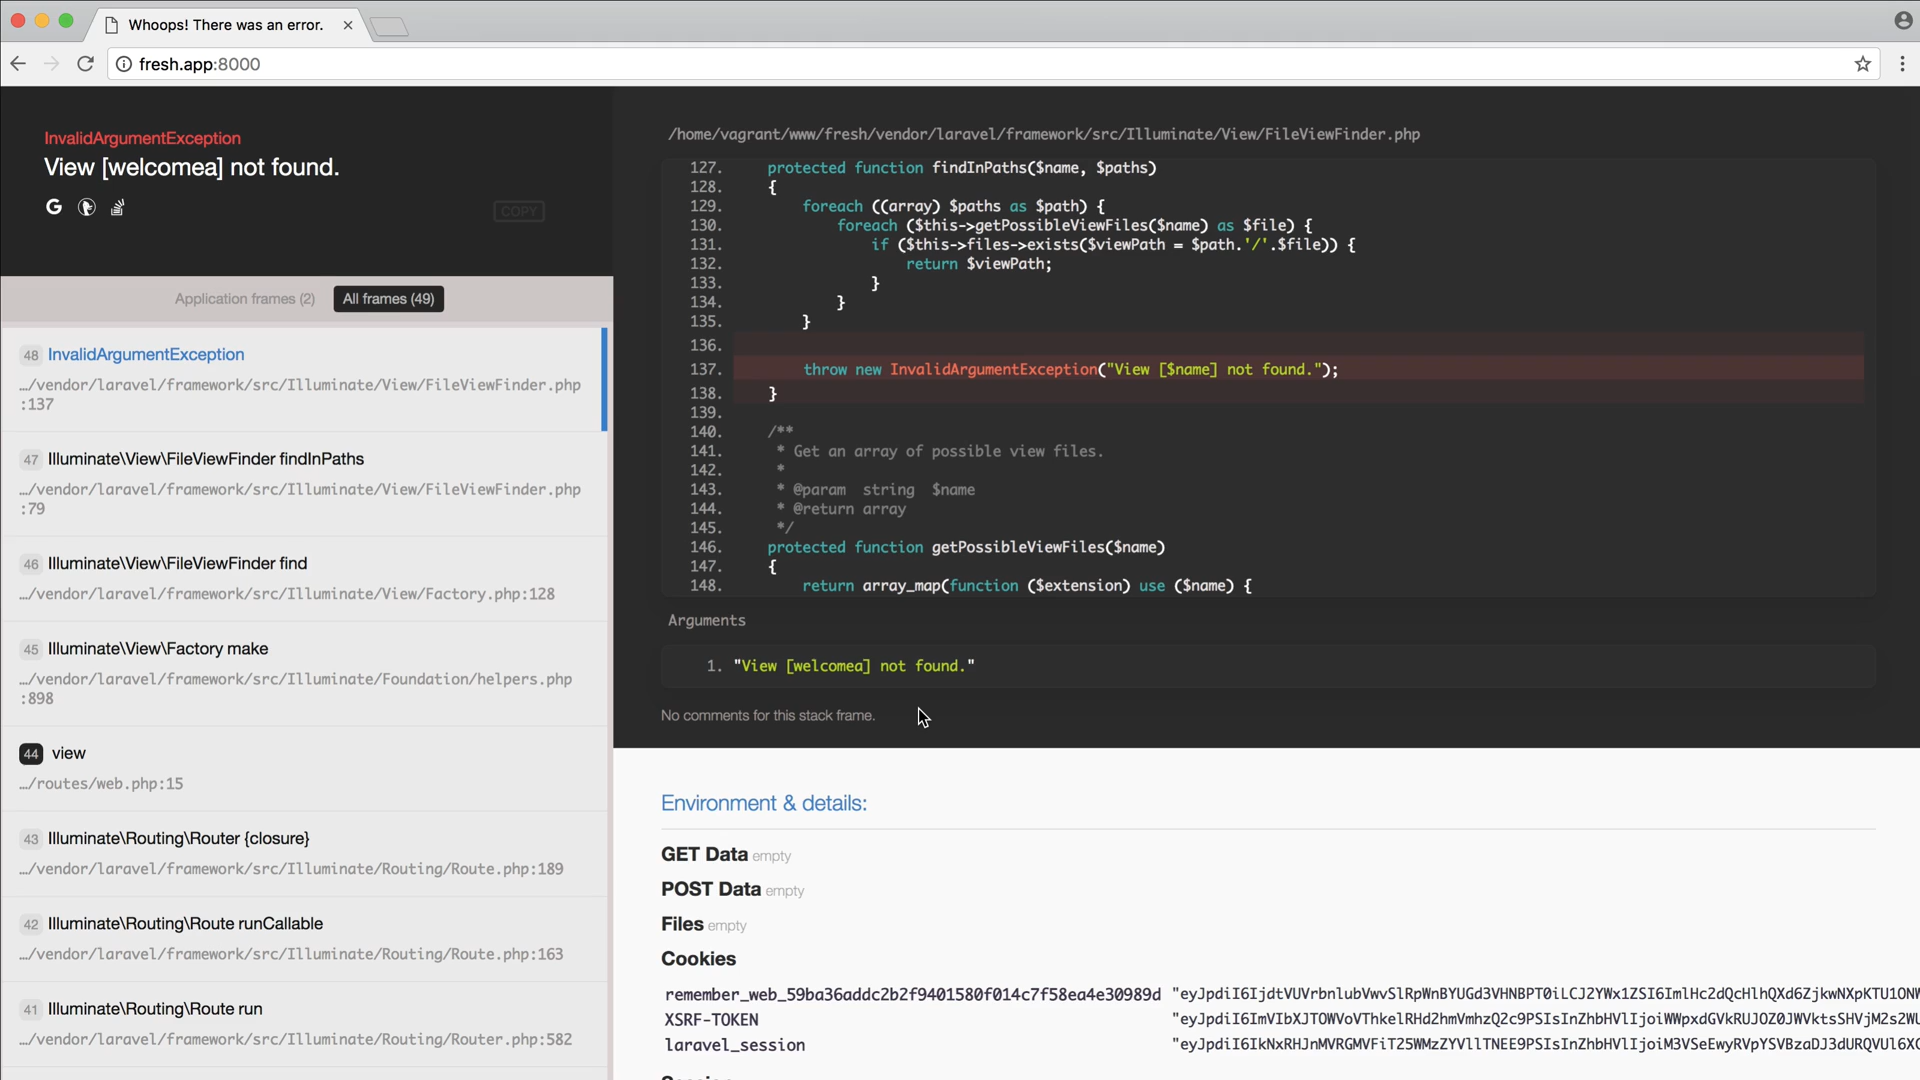 Whoops! There was an error.
fresh.app:8000
InvalidArgumentException
View [welcomea] not found.
COPY
Application frames (2)
All frames (49)
48 InvalidArgumentException
…/vendor/laravel/framework/src/Illuminate/View/FileViewFinder.php
:137
47 Illuminate\View\FileViewFinder findInPaths
…/vendor/laravel/framework/src/Illuminate/View/FileViewFinder.php
:79
46 Illuminate\View\FileViewFinder find
…/vendor/laravel/framework/src/Illuminate/View/Factory.php:128
45 Illuminate\View\Factory make
…/vendor/laravel/framework/src/Illuminate/Foundation/helpers.php
:898
44 view
…/routes/web.php:15
43 Illuminate\Routing\Router {closure}
…/vendor/laravel/framework/src/Illuminate/Routing/Route.php:189
42 Illuminate\Routing\Route runCallable
…/vendor/laravel/framework/src/Illuminate/Routing/Route.php:163
41 Illuminate\Routing\Route run
…/vendor/laravel/framework/src/Illuminate/Routing/Router.php:582
/home/vagrant/www/fresh/vendor/laravel/framework/src/Illuminate/View/FileViewFinder.php
127. protected function findInPaths($name, $paths)
128. {
129. foreach ((array) $paths as $path) {
130. foreach ($this->getPossibleViewFiles($name) as $file) {
131. if ($this->files->exists($viewPath = $path.'/'.$file)) {
132. return $viewPath;
133. }
134. }
135. }
136.
137. throw new InvalidArgumentException("View [$name] not found.");
138. }
139.
140. /**
141. * Get an array of possible view files.
142. *
143. * @param string $name
144. * @return array
145. */
146. protected function getPossibleViewFiles($name)
147. {
148. return array_map(function ($extension) use ($name) {
Arguments
1. "View [welcomea] not found."
No comments for this stack frame.
Environment & details:
GET Data empty
POST Data empty
Files empty
Cookies
remember_web_59ba36addc2b2f9401580f014c7f58ea4e30989d
XSRF-TOKEN
laravel_session